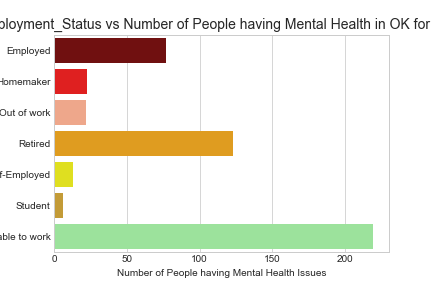 ployment_Status vs Number of People having Mental Health in OK for
Employed
Homemaker
Out of work
Retired
f-Employed
Student
able to work
0 50 100 150 200
Number of People having Mental Health Issues